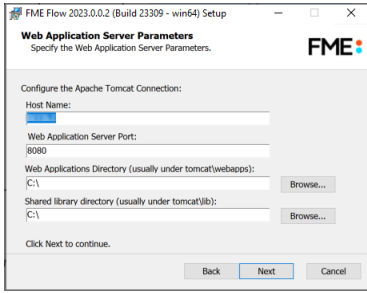 FME Flow 2023.0.0.2 (Build 23309 - win64) Setup
Web Application Server Parameters
Specify the Web Application Server Parameters.
FME
Configure the Apache Tomcat Connection:
Host Name:
Web Application Server Port:
8080
Web Applications Directory (usually under tomcat\webapps):
C:\
Browse...
Shared library directory (usually under tomcat\lib):
C:\
Browse...
Click Next to continue.
Back Next Cancel